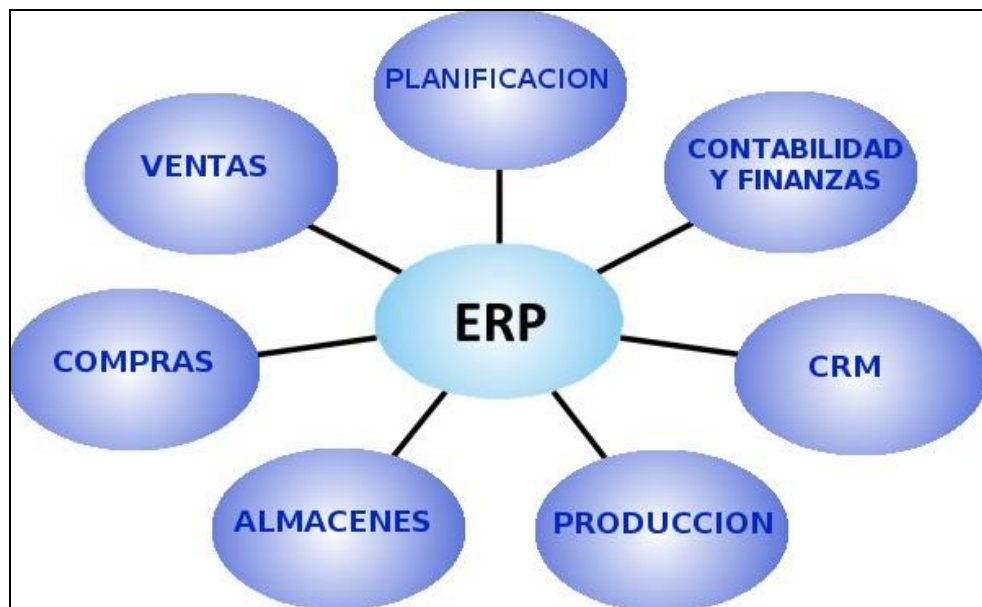 PLANIFICACION
VENTAS
CONTABILIDAD
Y FINANZAS
ERP
COMPRAS
CRM
ALMACENES
PRODUCCION